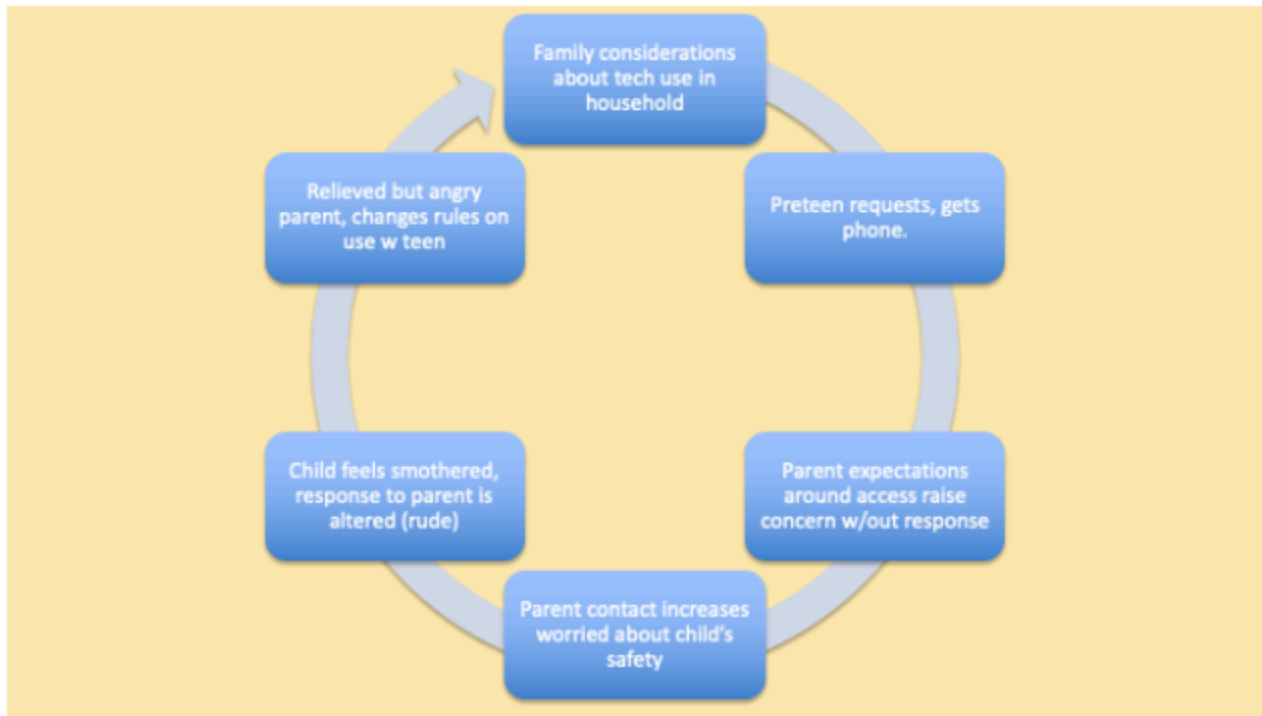 Family considerations
about tech use in
household
Preteen requests, gets
phone.
Parent expectations
around access raise
concern w/out response
Parent contact increases
worried about child's
safety
Child feels smothered,
response to parent is
altered (rude)
Relieved but angry
parent, changes rules on
use w teen